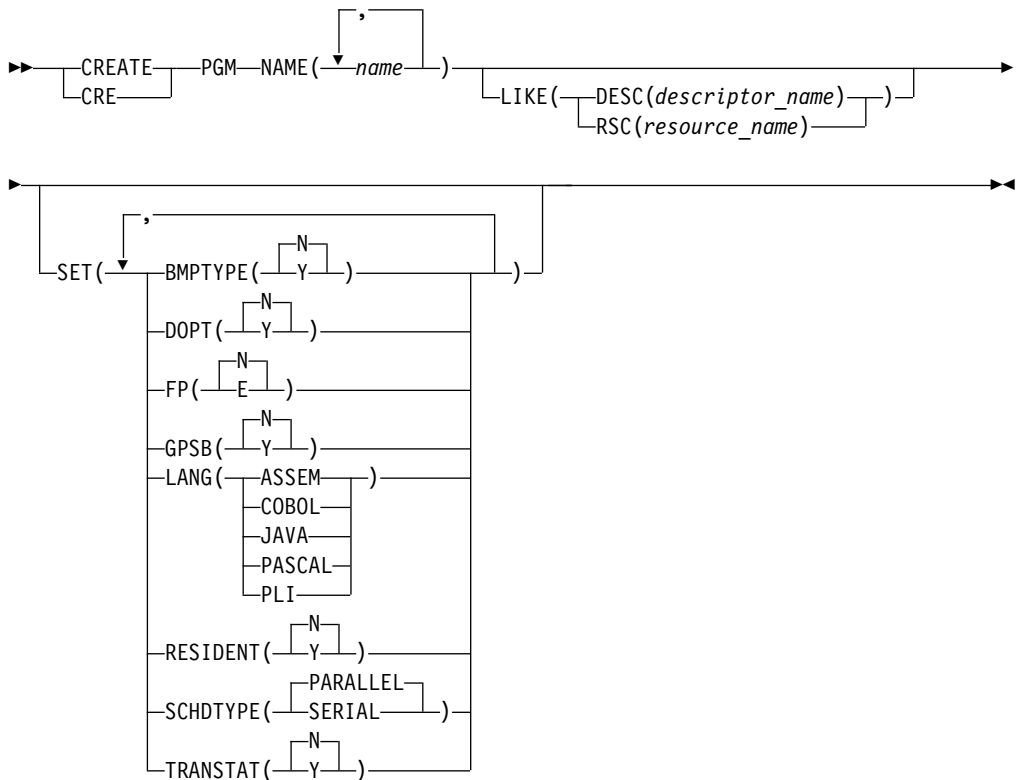 ,
CREATE PGM NAME( name )
CRE
LIKE( DESC(descriptor_name) )
RSC(resource_name)
,
N
SET( BMPTYPE( Y ) )
N
DOPT( Y )
N
FP( E )
N
GPSB( Y )
LANG( ASSEM )
COBOL
JAVA
PASCAL
PLI
N
RESIDENT( Y )
PARALLEL
SCHDTYPE( SERIAL )
N
TRANSTAT( Y )